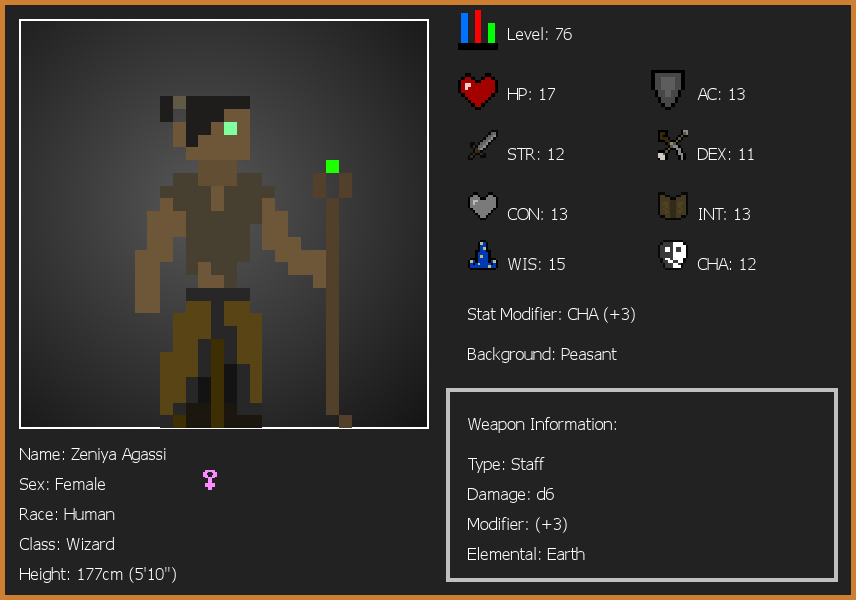 Level: 76
HP: 17
AC: 13
STR: 12
DEX: 11
CON: 13
INT: 13
WIS: 15
CHA: 12
Stat Modifier: CHA (+3)
Background: Peasant
Weapon Information:
Type: Staff
Damage: d6
Modifier: (+3)
Elemental: Earth
Name: Zeniya Agassi
Sex: Female
Race: Human
Class: Wizard
Height: 177cm (5'10")